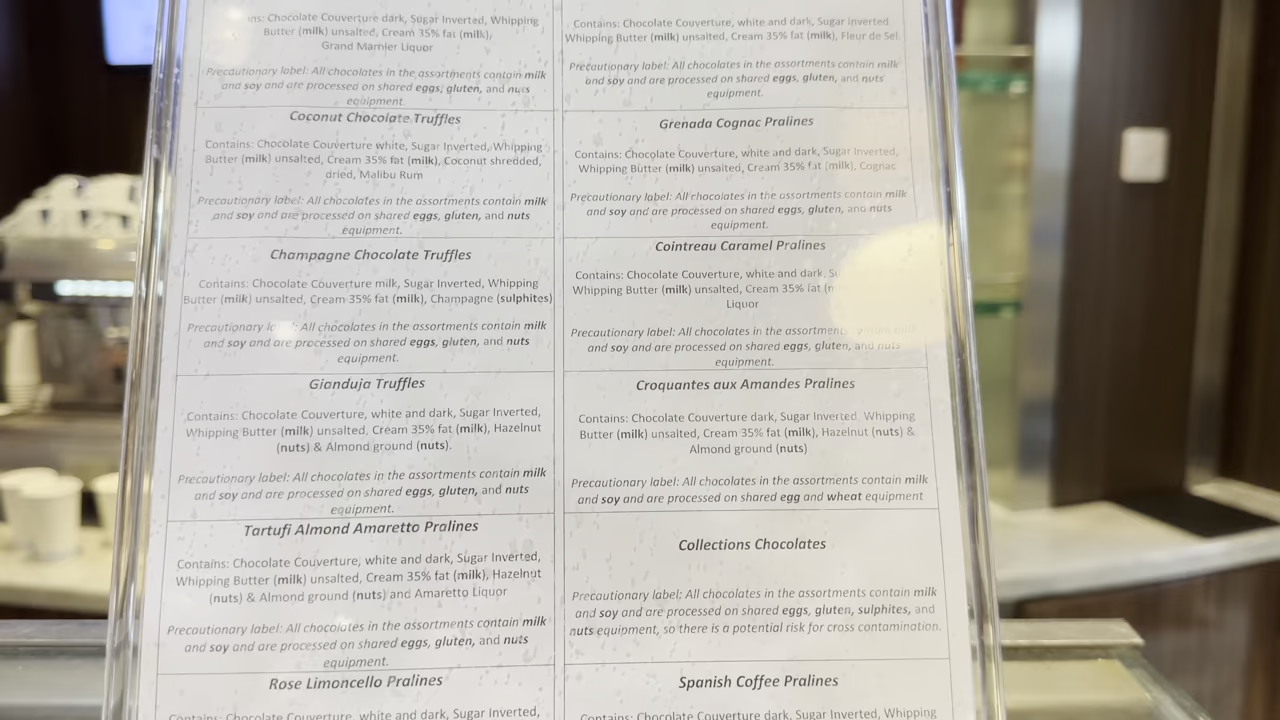 Contains: Chocolate Couverture dark, Sugar Inverted, Whipping
Butter (milk) unsalted, Cream 35% fat (milk),
Grand Marnier Liquor
Precautionary label: All chocolates in the assortments contain milk
and soy and are processed on shared eggs, gluten, and nuts
equipment.
Coconut Chocolate Truffles
Contains: Chocolate Couverture white, Sugar Inverted, Whipping
Butter (milk) unsalted, Cream 35% fat (milk), Coconut shredded,
dried, Malibu Rum
Precautionary label: All chocolates in the assortments contain milk
and soy and are processed on shared eggs, gluten, and nuts
equipment.
Champagne Chocolate Truffles
Contains: Chocolate Couverture milk, Sugar Inverted, Whipping
Butter (milk) unsalted, Cream 35% fat (milk), Champagne (sulphites)
Precautionary label: All chocolates in the assortments contain milk
and soy and are processed on shared eggs, gluten, and nuts
equipment.
Gianduja Truffles
Contains: Chocolate Couverture, white and dark, Sugar Inverted,
Whipping Butter (milk) unsalted, Cream 35% fat (milk), Hazelnut
(nuts) & Almond ground (nuts).
Precautionary label: All chocolates in the assortments contain milk
and soy and are processed on shared eggs, gluten, and nuts
equipment.
Tartufi Almond Amaretto Pralines
Contains: Chocolate Couverture, white and dark, Sugar Inverted,
Whipping Butter (milk) unsalted, Cream 35% fat (milk), Hazelnut
(nuts) & Almond ground (nuts) and Amaretto Liquor
Precautionary label: All chocolates in the assortments contain milk
and soy and are processed on shared eggs, gluten, and nuts
equipment.
Rose Limoncello Pralines
Contains: Chocolate Couverture, white and dark, Sugar Inverted,
Contains: Chocolate Couverture, white and dark, Sugar Inverted
Whipping Butter (milk) unsalted, Cream 35% fat (milk), Fleur de Sel.
Precautionary label: All chocolates in the assortments contain milk
and soy and are processed on shared eggs, gluten, and nuts
equipment.
Grenada Cognac Pralines
Contains: Chocolate Couverture, white and dark, Sugar Inverted,
Whipping Butter (milk) unsalted, Cream 35% fat (milk), Cognac
Precautionary label: All chocolates in the assortments contain milk
and soy and are processed on shared eggs, gluten, and nuts
equipment.
Cointreau Caramel Pralines
Contains: Chocolate Couverture, white and dark,
Whipping Butter (milk) unsalted, Cream 35% fat
Liquor
Precautionary label: All chocolates in the assortments contain milk
and soy and are processed on shared eggs, gluten, and nuts
equipment.
Croquantes aux Amandes Pralines
Contains: Chocolate Couverture dark, Sugar Inverted, Whipping
Butter (milk) unsalted, Cream 35% fat (milk), Hazelnut (nuts) &
Almond ground (nuts)
Precautionary label: All chocolates in the assortments contain milk
and soy and are processed on shared egg and wheat equipment
Collections Chocolates
Precautionary label: All chocolates in the assortments contain milk
and soy and are processed on shared eggs, gluten, sulphites, and
nuts equipment, so there is a potential risk for cross contamination.
Spanish Coffee Pralines
Contains: Chocolate Couverture dark, Sugar Inverted, Whipping